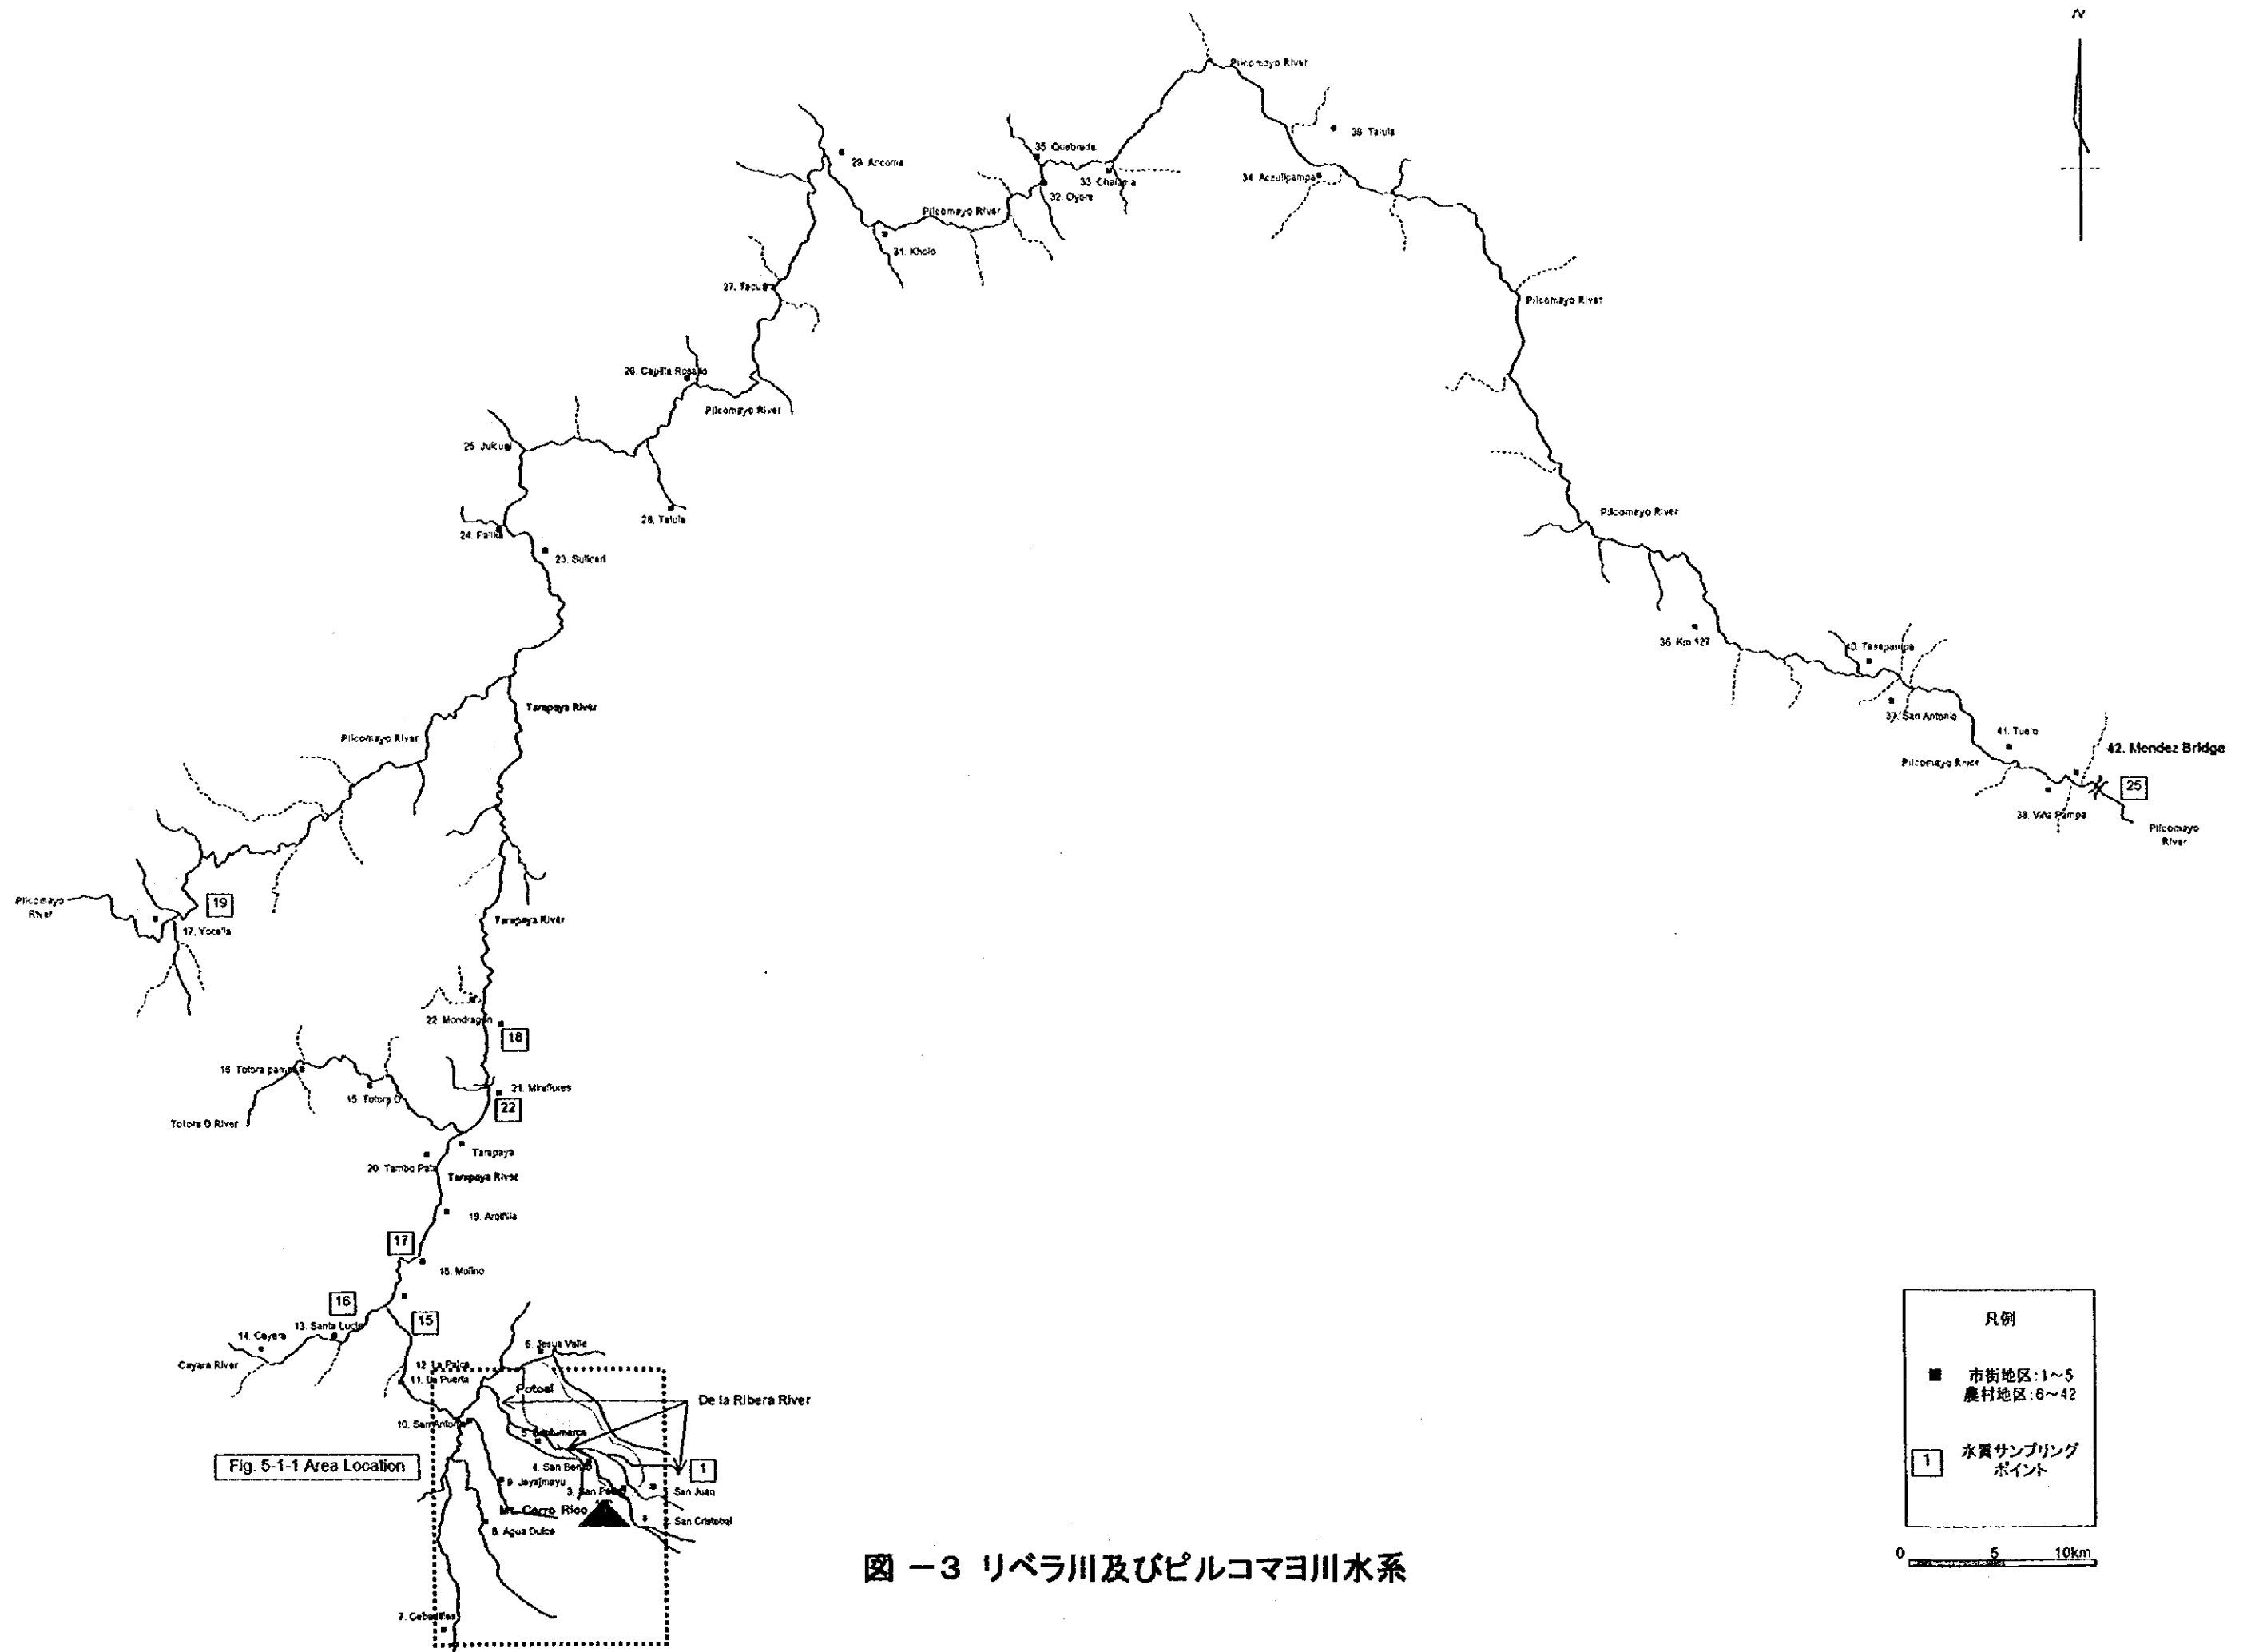 N
Pilcomayo River
39. Talula
29. Ancoma
35. Quebrada
33. Chaluma
34. Aczullpampa
32. Oyore
Pilcomayo River
31. Kholo
27. Tacuara
Pilcomayo River
26. Capilla Rosario
Pilcomayo River
25. Julcupi
28. Tatula
24. Falika
23. Sulicari
Pilcomayo River
36. Km 127
40. Tasapampa
Tarapaya River
37. San Antonio
Pilcomayo River
41. Tuero
42. Mendez Bridge
Pilcomayo River
25
38. Viña Pampa
Pilcomayo
River
Pilcomayo
River
19
17. Yocalla
Tarapaya River
22. Mondragon
18
16. Totora pampa
15. Totora D
21. Miraflores
22
Totora D River
Tarapaya
20. Tambo Pata
Tarapaya River
19. Aroifilla
17
18. Molino
16
15
13. Santa Lucia
14. Cayara
Cayara River
6. Jesus Valle
12. La Palca
11. La Puerta
Potosi
De la Ribera River
10. San Antonio
5. Cantumarca
Fig. 5-1-1 Area Location
4. San Benito
1
9. Jayajmayu
3. San Pedro
San Juan
Mt. Cerro Rico
8. Agua Dulce
San Cristobal
7. Cebadillas
凡例
市街地区:1～5
農村地区:6～42
1
水質サンプリング
ポイント
0 5 10km
図 －3 リベラ川及びピルコマヨ川水系